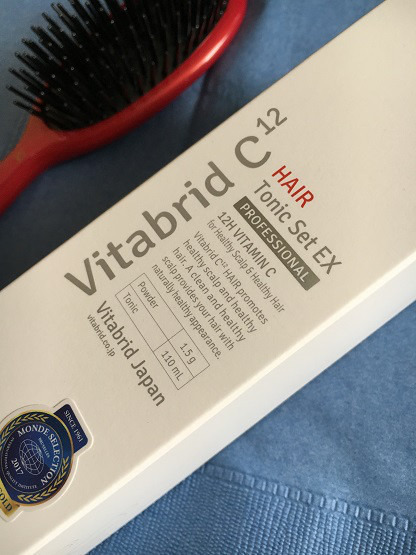 Vitabrid C12
HAIR
Tonic Set EX
PROFESSIONAL
12H VITAMIN C
for Healthy Scalp & Healthy Hair
Vitabrid C12 HAIR promotes
healthy scalp and healthy
hair. A clean and healthy
scalp provides your hair with
naturally healthy appearance.
Powder 1.5 g
Tonic 110 mL
Vitabrid Japan
vitabrid.co.jp
SINCE 1961
MONDE SELECTION
2017
GOLD